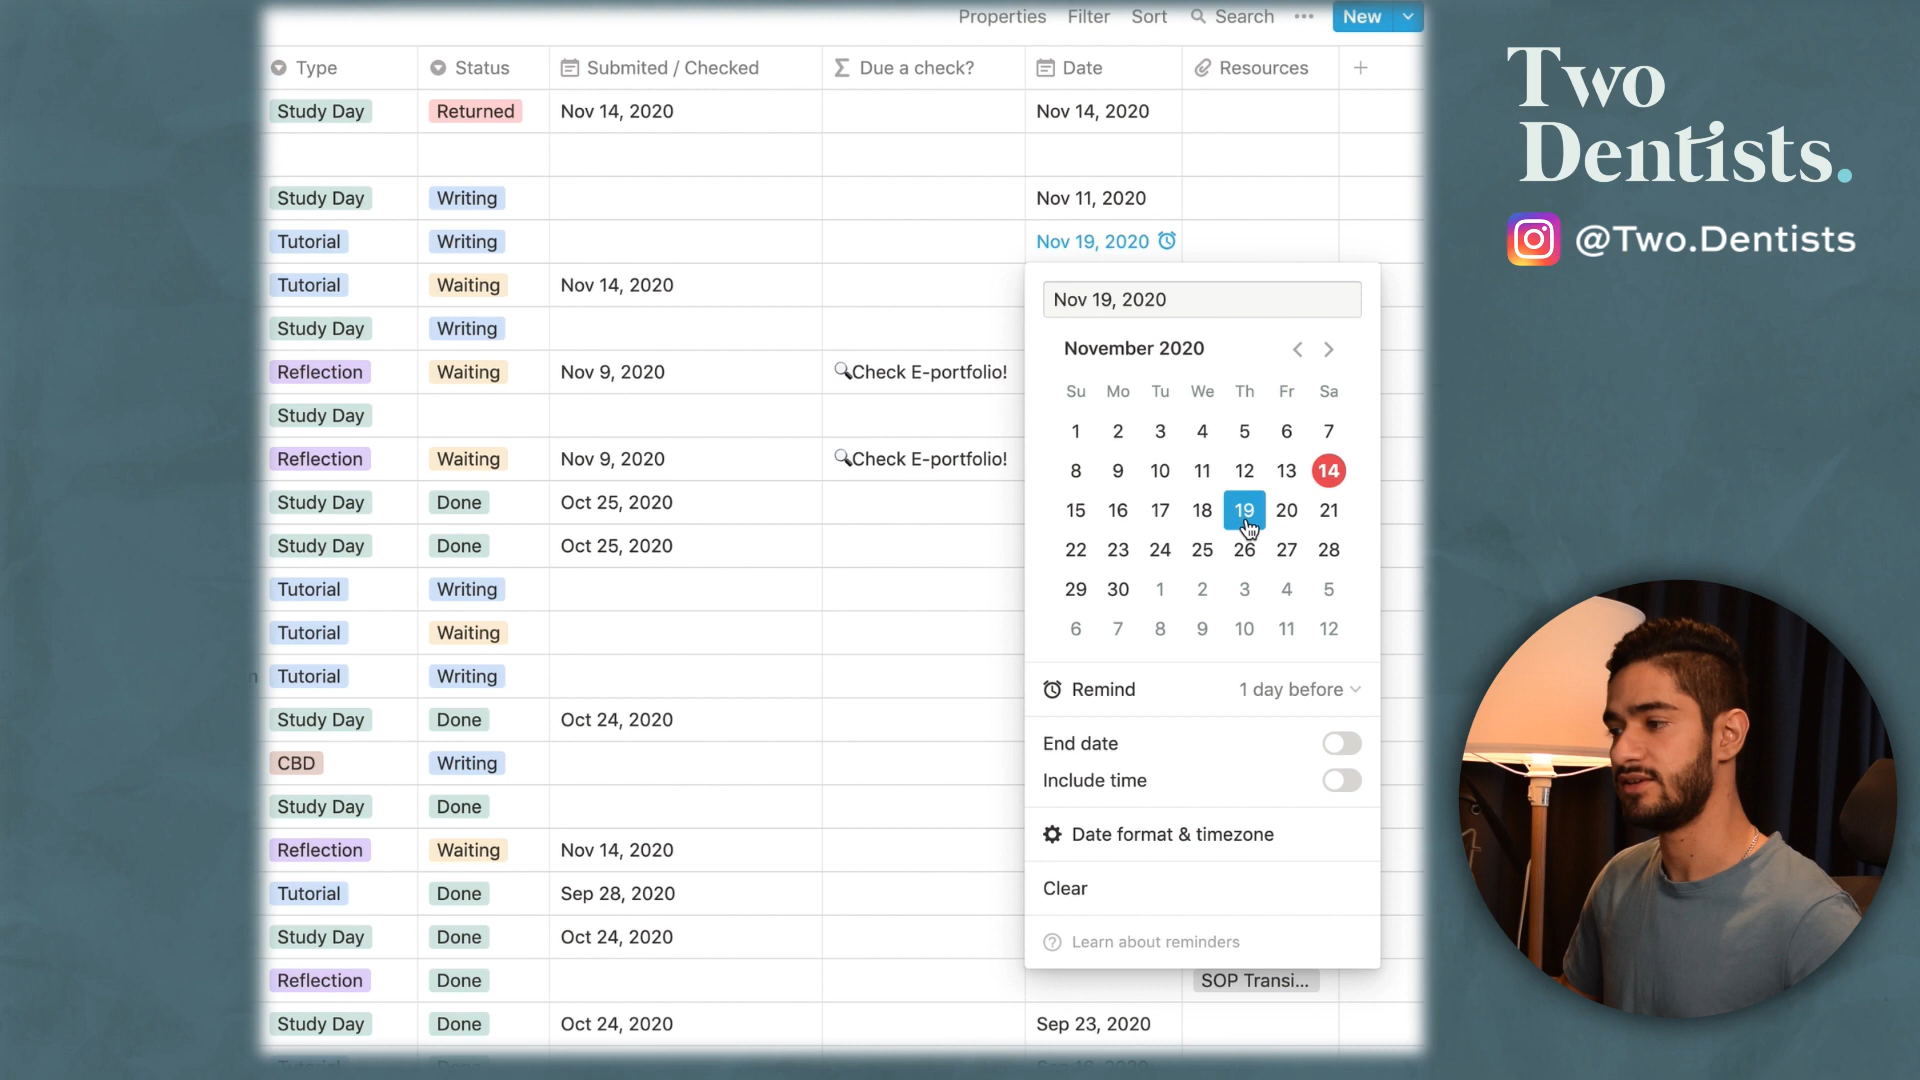 Properties Filter Sort Search ••• New
Type Status Submited / Checked Due a check? Date Resources +
Study Day Returned Nov 14, 2020 Nov 14, 2020
Study Day Writing Nov 11, 2020
Tutorial Writing Nov 19, 2020
Tutorial Waiting Nov 14, 2020
Study Day Writing
Reflection Waiting Nov 9, 2020 🔍Check E-portfolio!
Study Day
Reflection Waiting Nov 9, 2020 🔍Check E-portfolio!
Study Day Done Oct 25, 2020
Study Day Done Oct 25, 2020
Tutorial Writing
Tutorial Waiting
Tutorial Writing
Study Day Done Oct 24, 2020
CBD Writing
Study Day Done
Reflection Waiting Nov 14, 2020
Tutorial Done Sep 28, 2020
Study Day Done Oct 24, 2020
Reflection Done SOP Transi...
Study Day Done Oct 24, 2020 Sep 23, 2020
Nov 19, 2020
November 2020
Su Mo Tu We Th Fr Sa
1 2 3 4 5 6 7
8 9 10 11 12 13 14
15 16 17 18 19 20 21
22 23 24 25 26 27 28
29 30 1 2 3 4 5
6 7 8 9 10 11 12
Remind 1 day before
End date
Include time
Date format & timezone
Clear
Learn about reminders
Two
Dentists.
@Two.Dentists